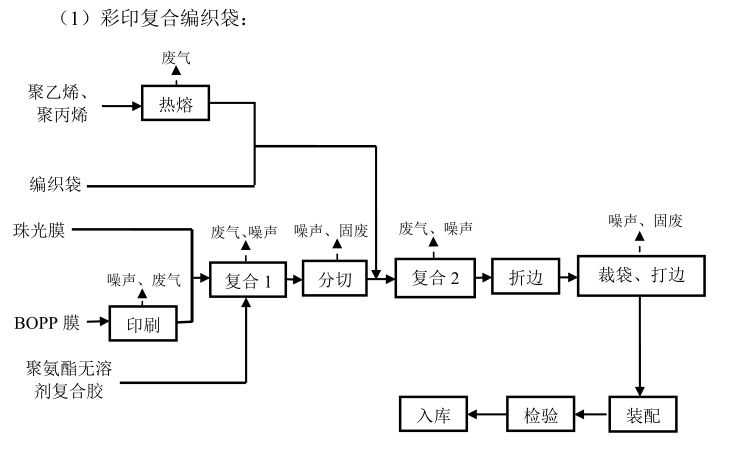 （1）彩印复合编织袋：
废气
聚乙烯、
聚丙烯
热熔
编织袋
珠光膜
废气、噪声
噪声、固废
废气、噪声
噪声、固废
噪声、废气
复合 1
分切
复合 2
折边
裁袋、打边
BOPP 膜
印刷
聚氨酯无溶
剂复合胶
入库
检验
装配